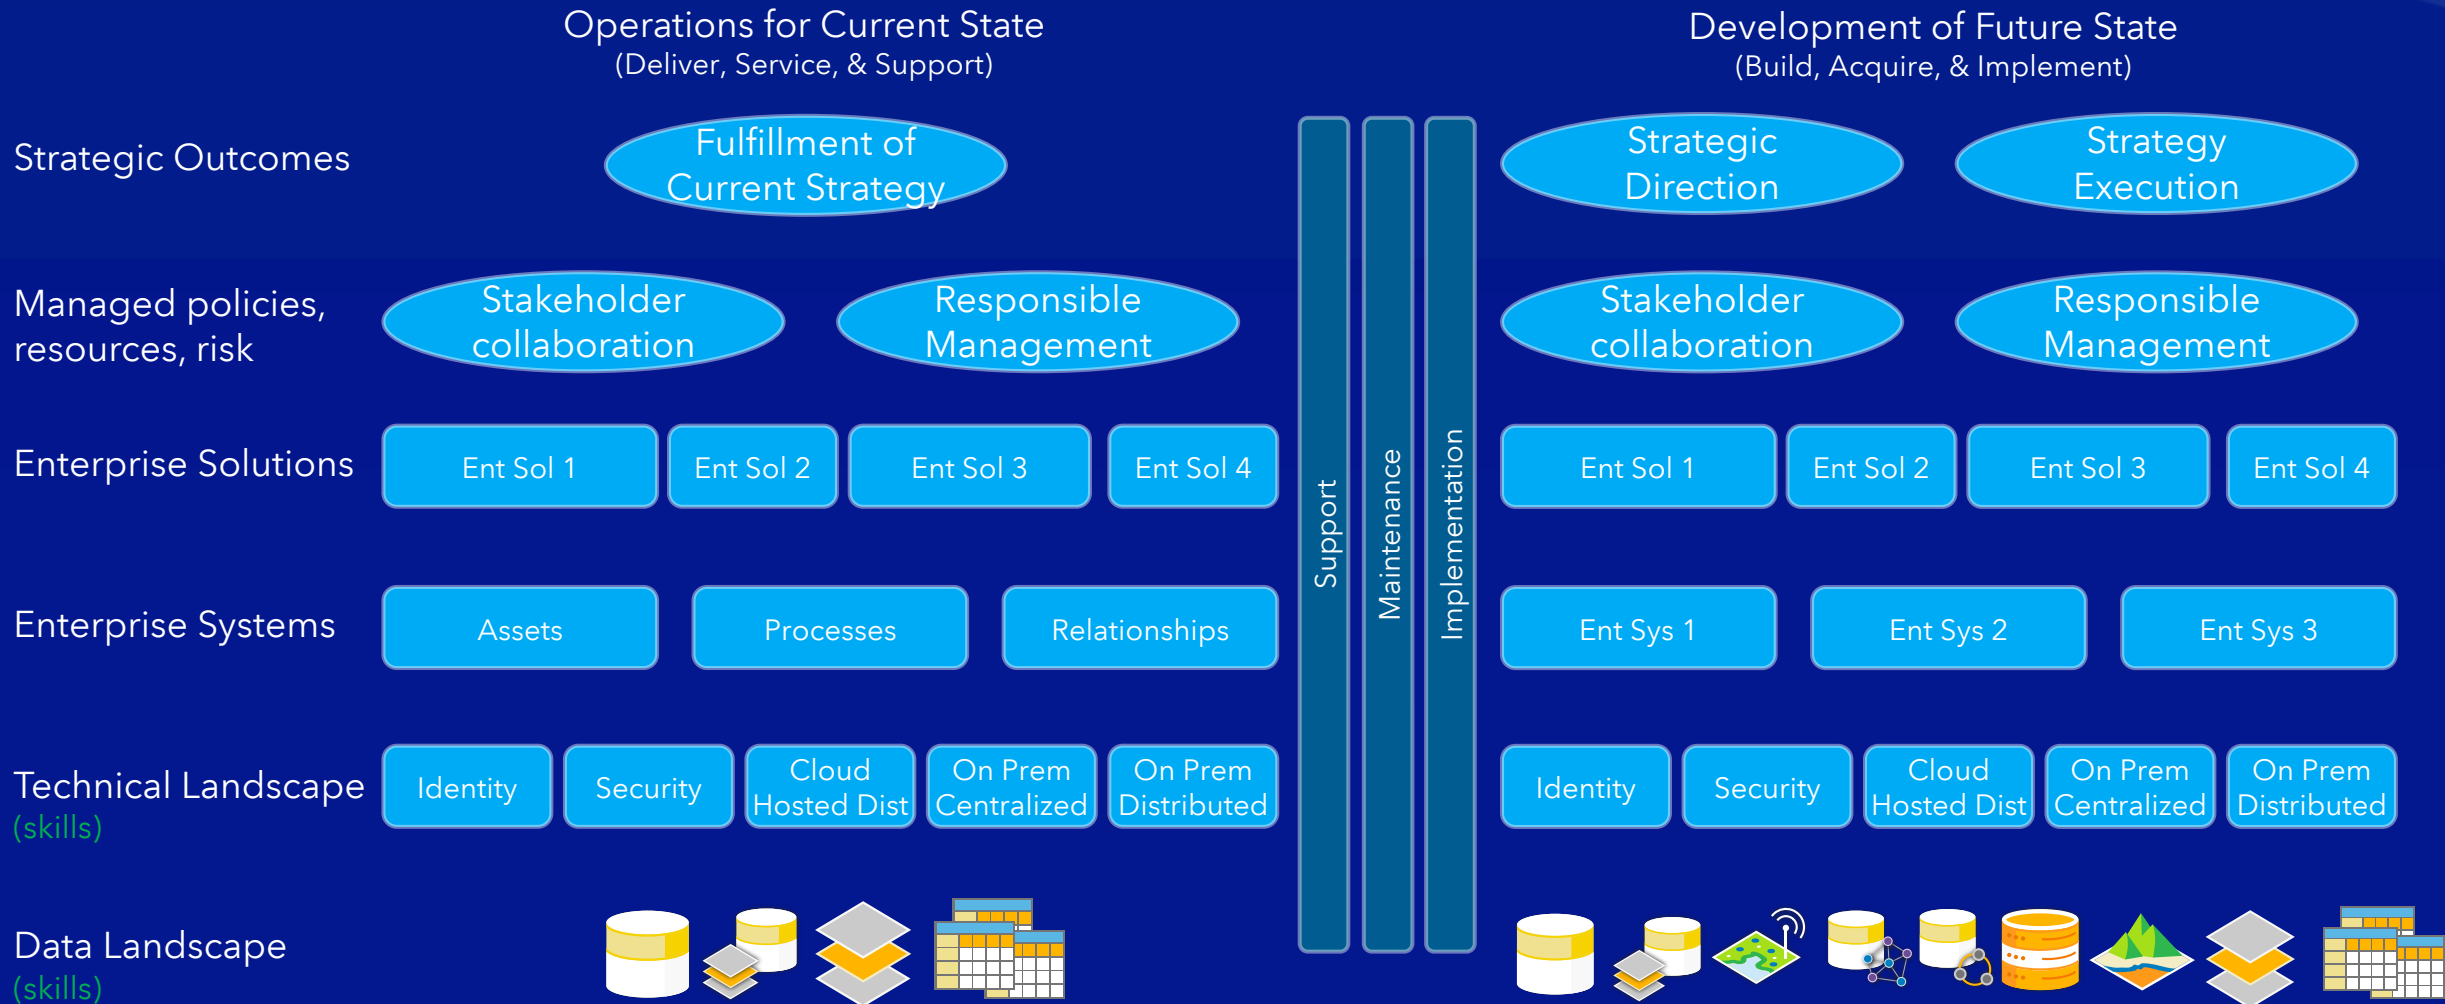 Operations for Current State
(Deliver, Service, & Support)
Development of Future State
(Build, Acquire, & Implement)
Strategic Outcomes
Fulfillment of
Current Strategy
Strategic
Direction
Strategy
Execution
Managed policies,
resources, risk
Stakeholder
collaboration
Responsible
Management
Stakeholder
collaboration
Responsible
Management
Enterprise Solutions
Ent Sol 1
Ent Sol 2
Ent Sol 3
Ent Sol 4
Support
Maintenance
Implementation
Ent Sol 1
Ent Sol 2
Ent Sol 3
Ent Sol 4
Enterprise Systems
Assets
Processes
Relationships
Ent Sys 1
Ent Sys 2
Ent Sys 3
Technical Landscape
(skills)
Identity
Security
Cloud
Hosted Dist
On Prem
Centralized
On Prem
Distributed
Identity
Security
Cloud
Hosted Dist
On Prem
Centralized
On Prem
Distributed
Data Landscape
(skills)